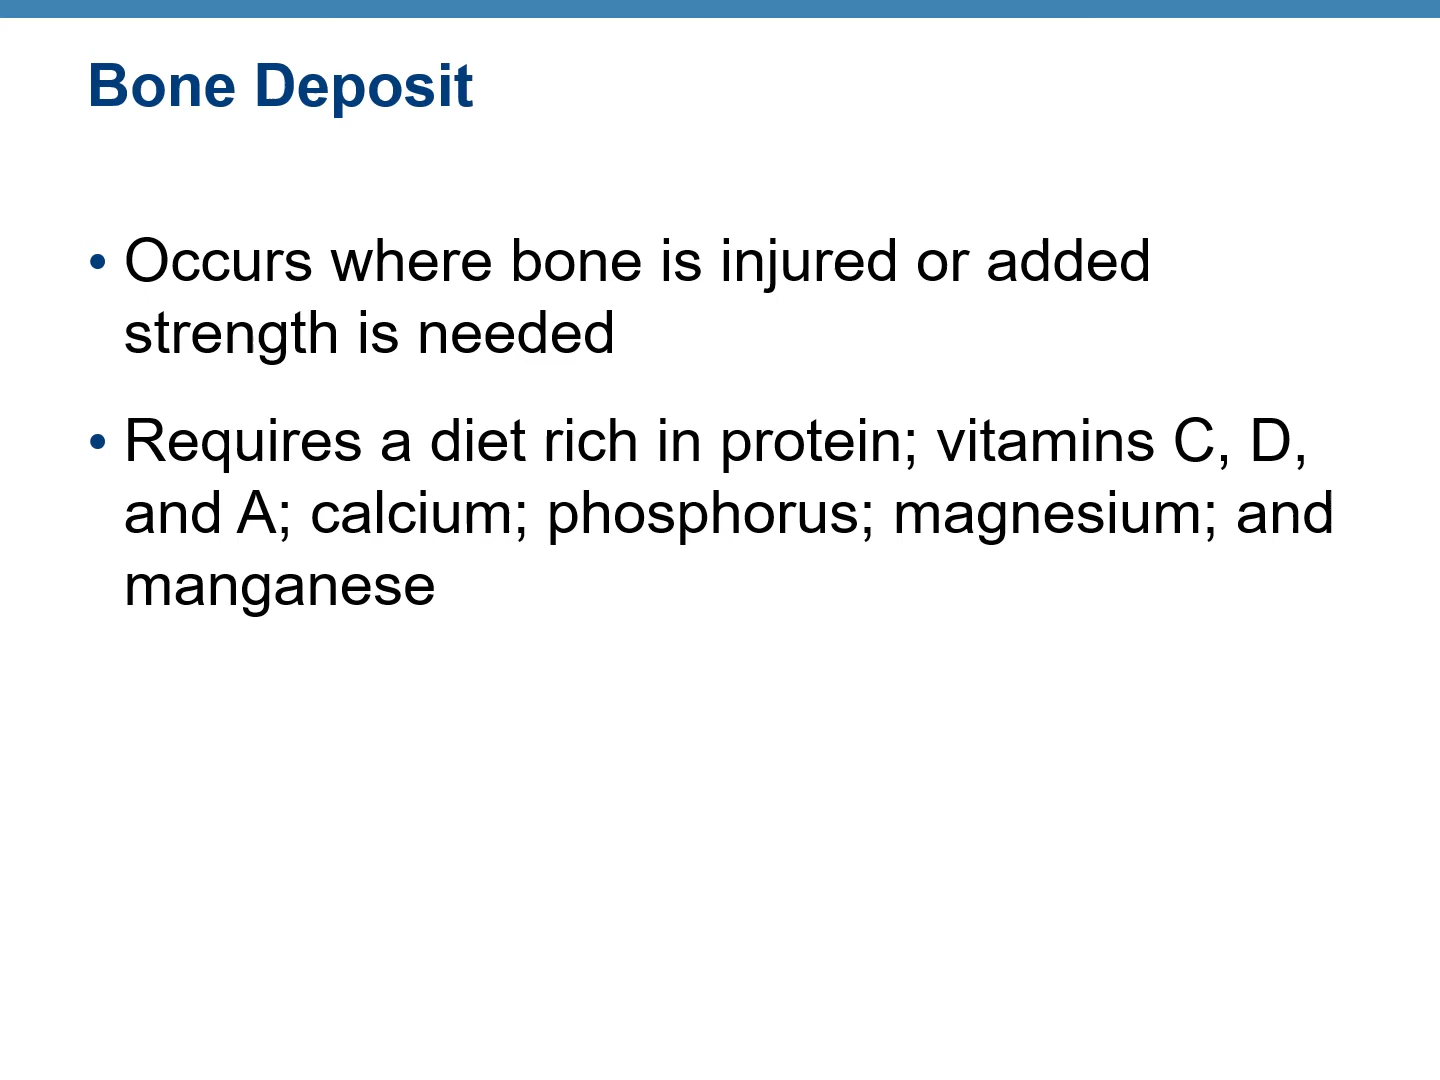 Bone Deposit
• Occurs where bone is injured or added
strength is needed
• Requires a diet rich in protein; vitamins C, D,
and A; calcium; phosphorus; magnesium; and
manganese